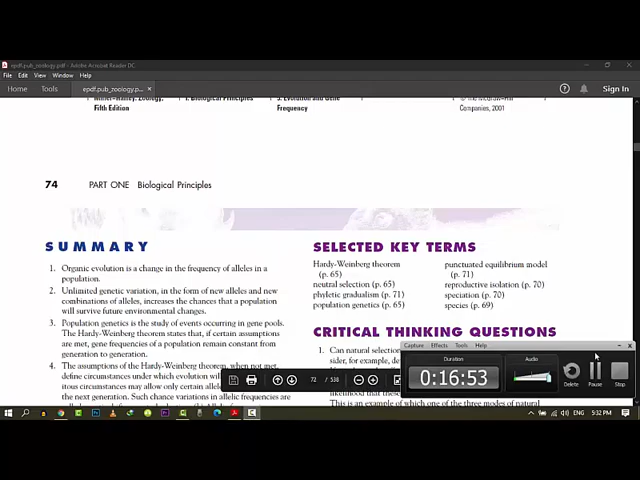 epdf.pub_zoology.pdf - Adobe Acrobat Reader DC
File Edit View Window Help
Home Tools epdf.pub_zoology.p... × Sign In
Miller-Harley: Zoology,
Fifth Edition
I. Biological Principles
5. Evolution and Gene
Frequency
© The McGraw-Hill
Companies, 2001
74 PART ONE Biological Principles
SUMMARY
1. Organic evolution is a change in the frequency of alleles in a
population.
2. Unlimited genetic variation, in the form of new alleles and new
combinations of alleles, increases the chances that a population
will survive future environmental changes.
3. Population genetics is the study of events occurring in gene pools.
The Hardy-Weinberg theorem states that, if certain assumptions
are met, gene frequencies of a population remain constant from
generation to generation.
4. The assumptions of the Hardy-Weinberg theorem, when not met,
define circumstances under which evolution
itous circumstances may allow only certain allel
the next generation. Such chance variations in allelic frequencies are
SELECTED KEY TERMS
Hardy-Weinberg theorem
(p. 65)
neutral selection (p. 65)
phyletic gradualism (p. 71)
population genetics (p. 65)
punctuated equilibrium model
(p. 71)
reproductive isolation (p. 70)
speciation (p. 70)
species (p. 69)
CRITICAL THINKING QUESTIONS
1. Can natural selection
sider, for example, de
likelihood that these
This is an example of which one of the three modes of natural
72 / 538
Capture Effects Tools Help
Duration
0:16:53
Audio
Delete Pause Stop
ENG 5:32 PM